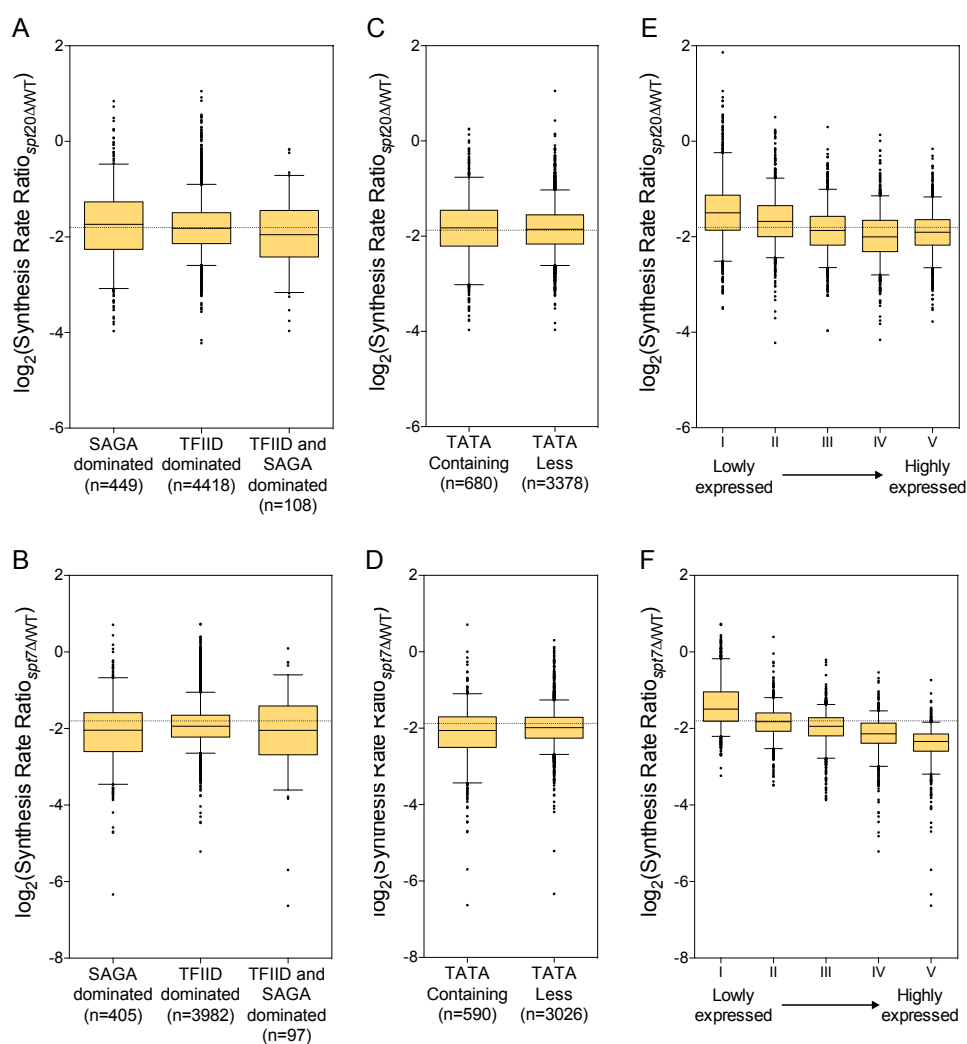 A
log2(Synthesis Rate Ratiospt20Δ/WT)
2
0
-2
-4
-6
SAGA
dominated
(n=449)
TFIID
dominated
(n=4418)
TFIID and
SAGA
dominated
(n=108)
C
log2(Synthesis Rate Ratiospt20Δ/WT)
2
0
-2
-4
-6
TATA
Containing
(n=680)
TATA
Less
(n=3378)
E
log2(Synthesis Rate Ratiospt20Δ/WT)
2
0
-2
-4
-6
I II III IV V
Lowly
expressed
Highly
expressed
B
log2(Synthesis Rate Ratiospt7Δ/WT)
2
0
-2
-4
-6
-8
SAGA
dominated
(n=405)
TFIID
dominated
(n=3982)
TFIID and
SAGA
dominated
(n=97)
D
log2(Synthesis Rate Ratiospt7Δ/WT)
2
0
-2
-4
-6
-8
TATA
Containing
(n=590)
TATA
Less
(n=3026)
F
log2(Synthesis Rate Ratiospt7Δ/WT)
2
0
-2
-4
-6
-8
I II III IV V
Lowly
expressed
Highly
expressed